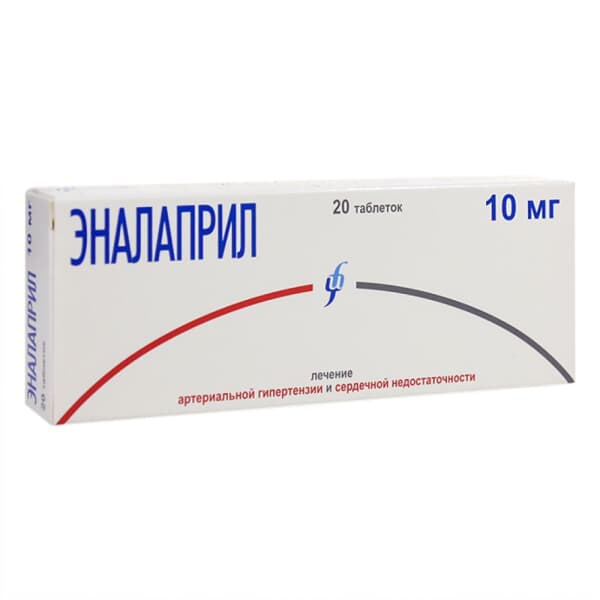 ЭНАЛАПРИЛ
20 таблеток
10 мг
лечение
артериальной гипертензии и сердечной недостаточности
ЭНАЛАПРИЛ 10 мг
20 таблеток